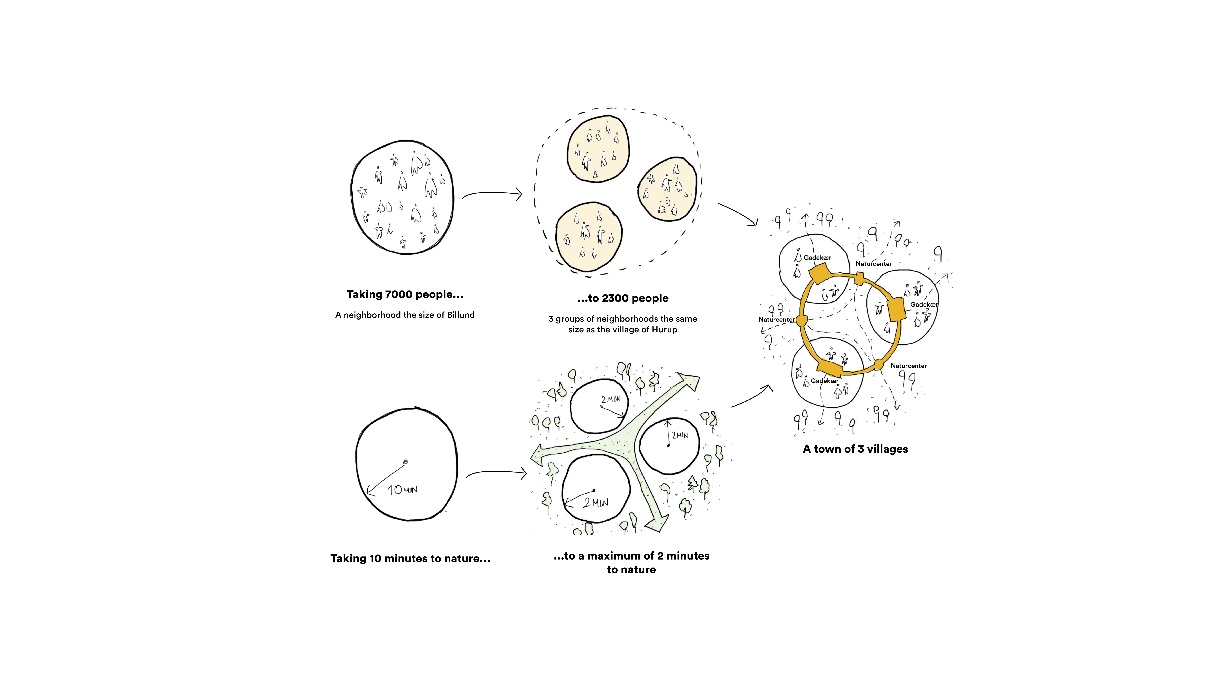 Taking 7000 people...
A neighborhood the size of Billund
...to 2300 people
3 groups of neighborhoods the same
size as the village of Hurup
Gadekær
Naturcenter
Gadekær
Naturcenter
Naturcenter
Gadekær
A town of 3 villages
10 MIN
Taking 10 minutes to nature...
2 MIN
2 MIN
2 MIN
...to a maximum of 2 minutes
to nature